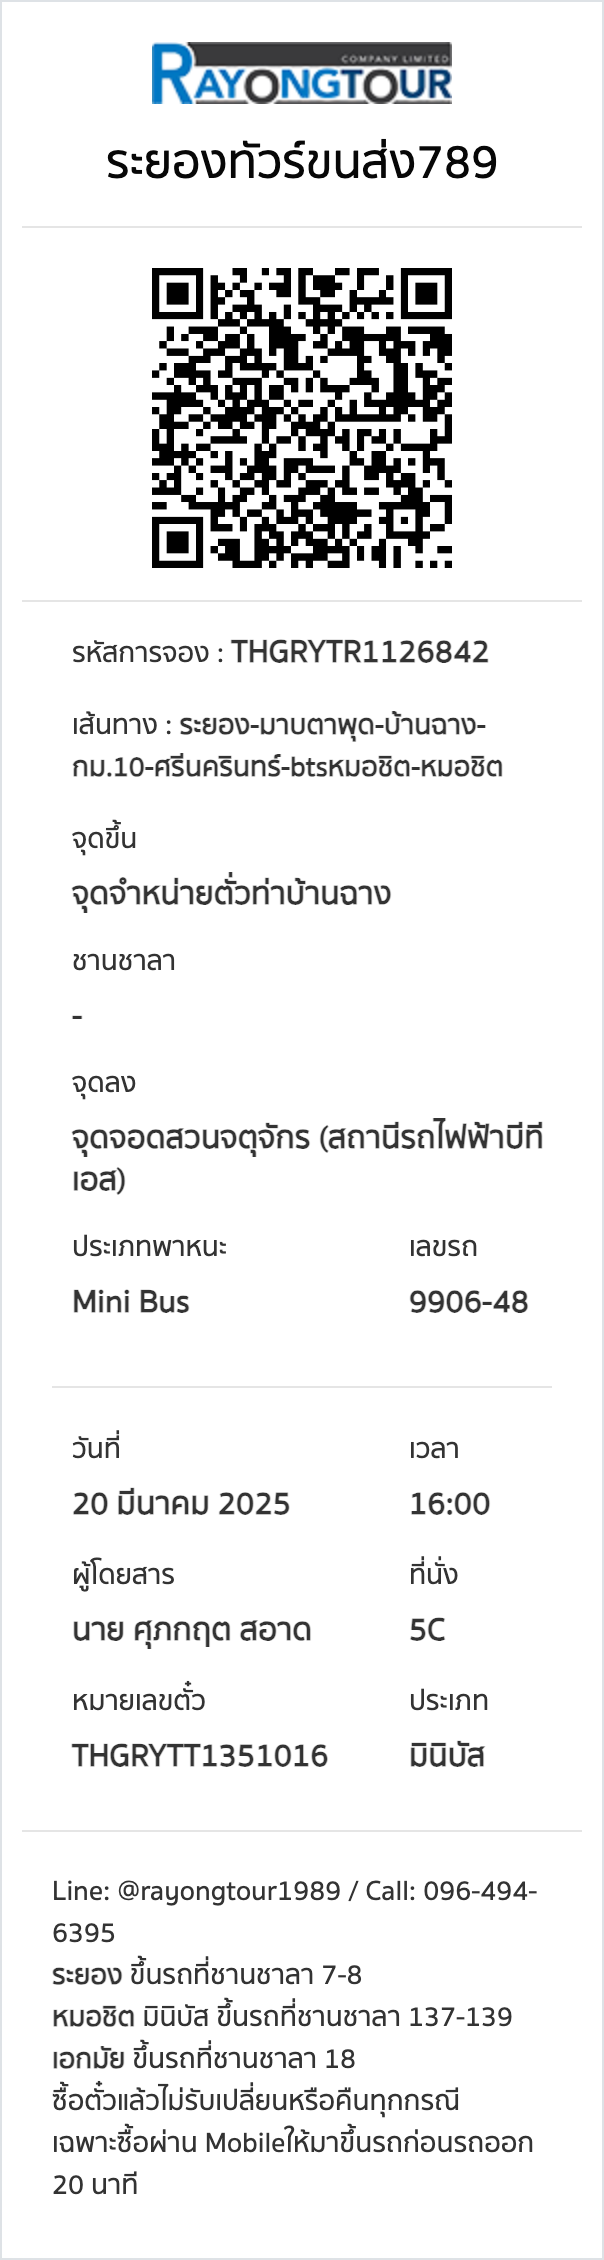 COMPANY LIMITED
RAYONGTOUR
ระยองทัวร์ขนส่ง789
รหัสการจอง : THGRYTR1126842
เส้นทาง : ระยอง-มาบตาพุด-บ้านฉาง-
กม.10-ศรีนครินทร์-btsหมอชิต-หมอชิต
จุดขึ้น
จุดจำหน่ายตั่วท่าบ้านฉาง
ชานชาลา
-
จุดลง
จุดจอดสวนจตุจักร (สถานีรถไฟฟ้าบีที
เอส)
ประเภทพาหนะ เลขรถ
Mini Bus 9906-48
วันที่ เวลา
20 มีนาคม 2025 16:00
ผู้โดยสาร ที่นั่ง
นาย ศุภกฤต สอาด 5C
หมายเลขตั๋ว ประเภท
THGRYTT1351016 มินิบัส
Line: @rayongtour1989 / Call: 096-494-
6395
ระยอง ขึ้นรถที่ชานชาลา 7-8
หมอชิต มินิบัส ขึ้นรถที่ชานชาลา 137-139
เอกมัย ขึ้นรถที่ชานชาลา 18
ซื้อตั๋วแล้วไม่รับเปลี่ยนหรือคืนทุกกรณี
เฉพาะซื้อผ่าน Mobileให้มาขึ้นรถก่อนรถออก
20 นาที